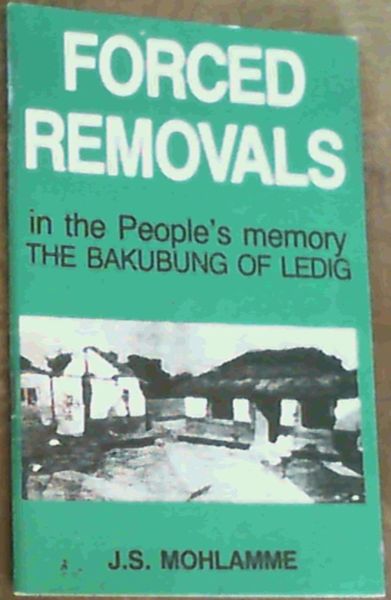 FORCED
REMOVALS
in the People's memory
THE BAKUBUNG OF LEDIG
J.S. MOHLAMME